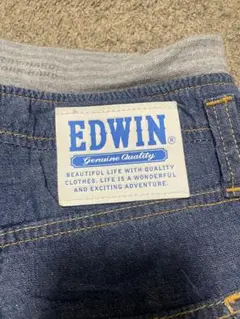 EDWIN®
Genuine Quality
BEAUTIFUL LIFE WITH QUALITY
CLOTHES. LIFE IS A WONDERFUL
AND EXCITING ADVENTURE.